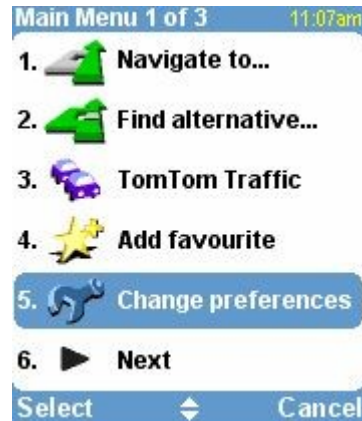 Main Menu 1 of 3 11:07am
1. Navigate to...
2. Find alternative...
3. TomTom Traffic
4. Add favourite
5. Change preferences
6. Next
Select Cancel